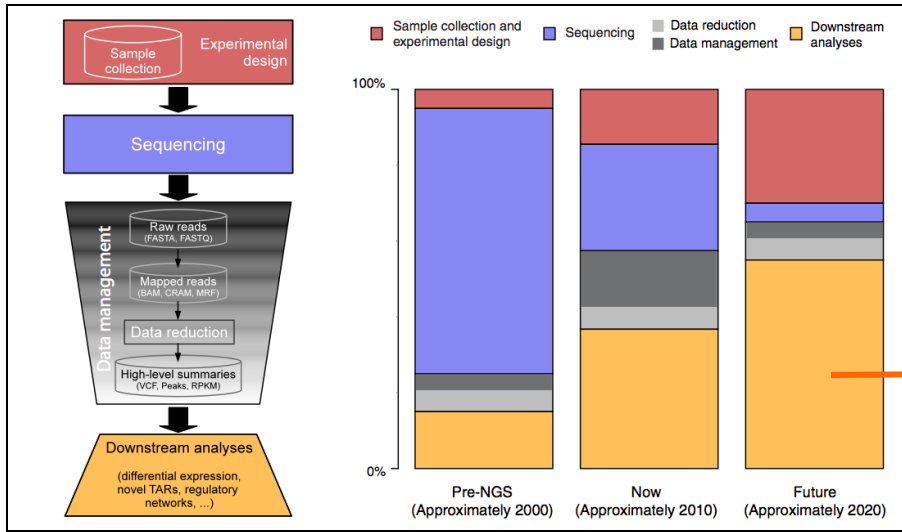 Sample
collection
Experimental
design
Sequencing
Data management
Raw reads
(FASTA, FASTQ)
Mapped reads
(BAM, CRAM, MRF)
Data reduction
High-level summaries
(VCF, Peaks, RPKM)
Downstream analyses
(differential expression,
novel TARs, regulatory
networks, ...)
Sample collection and
experimental design
Sequencing
Data reduction
Data management
Downstream
analyses
100%
0%
Pre-NGS
(Approximately 2000)
Now
(Approximately 2010)
Future
(Approximately 2020)